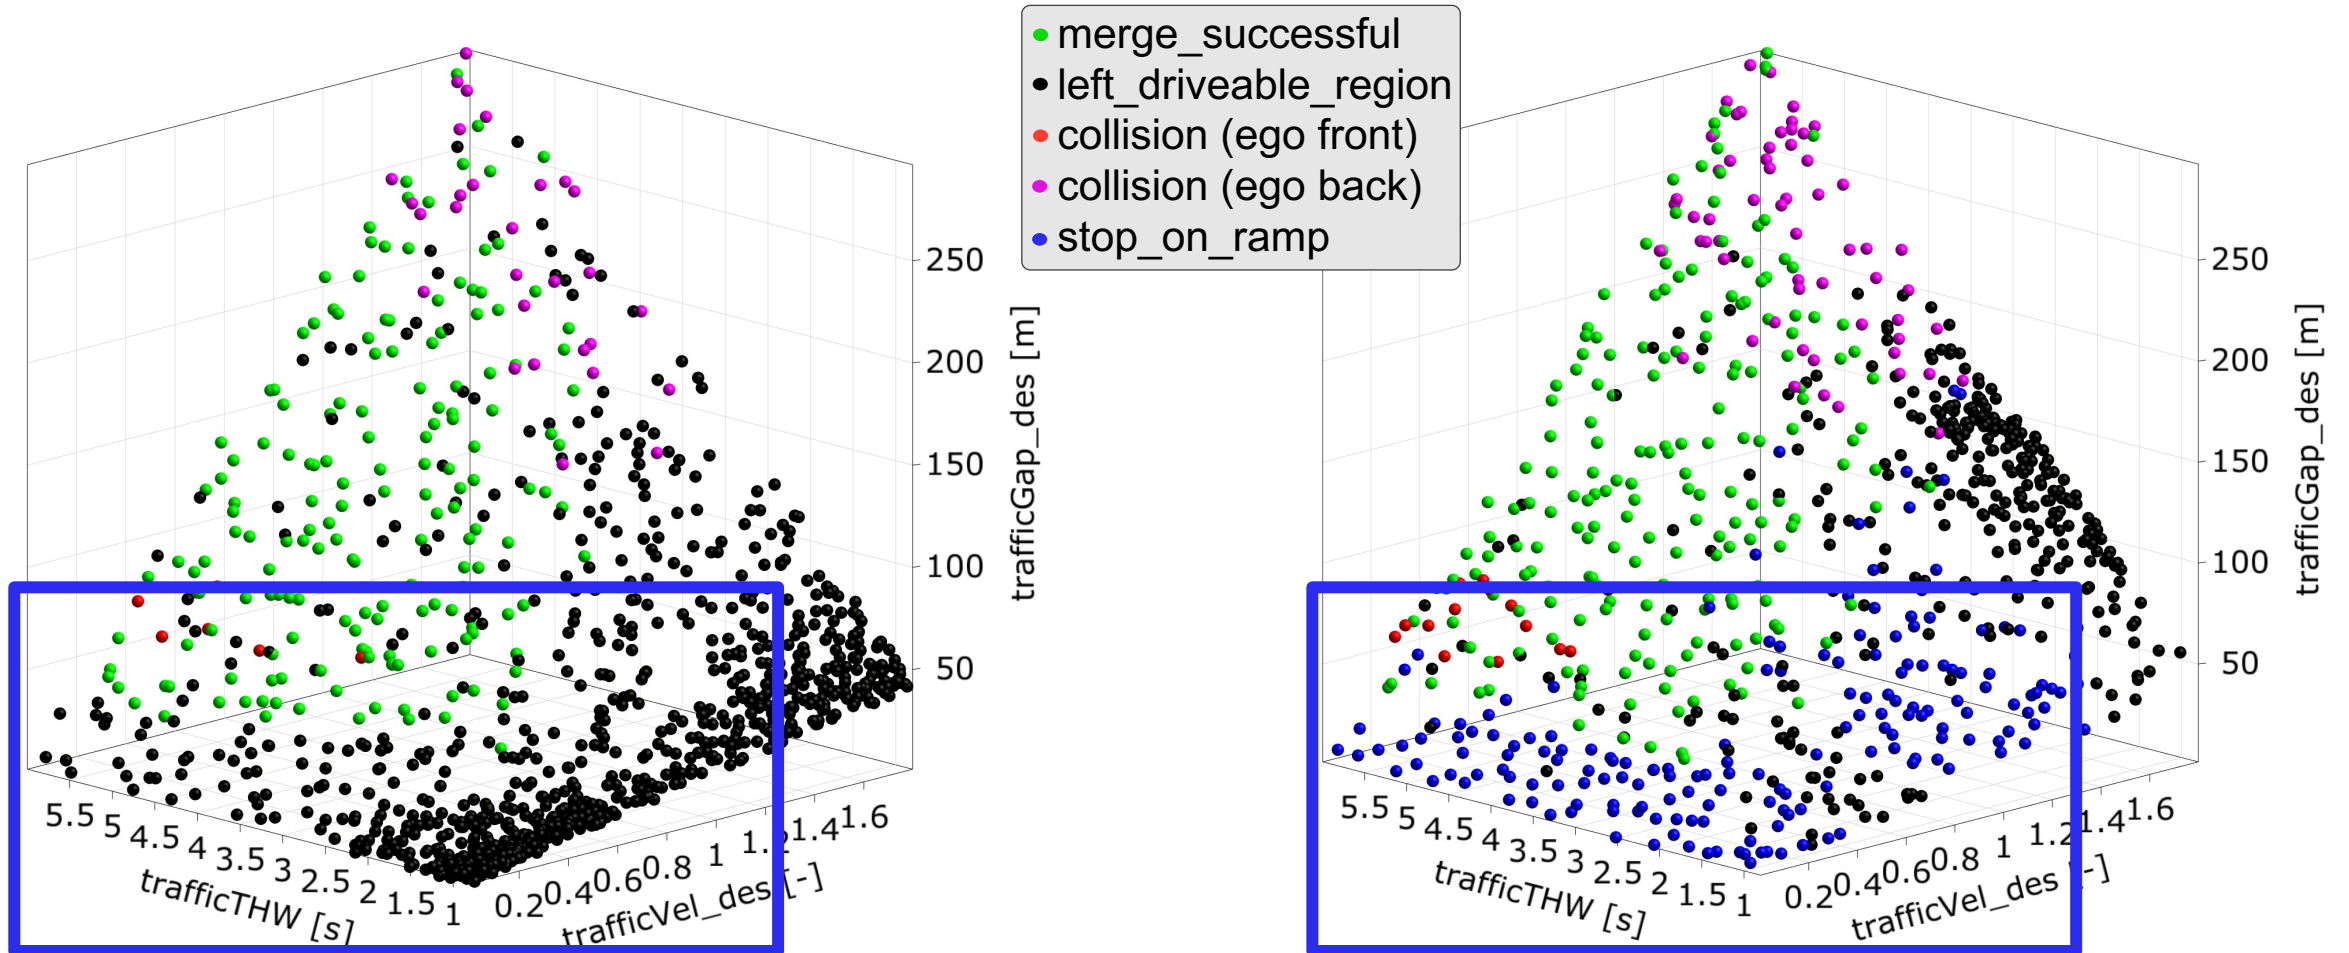 merge_successful
left_driveable_region
collision (ego front)
collision (ego back)
stop_on_ramp
250
200
150
100
50
trafficGap_des [m]
5.5 5 4.5 4 3.5 3 2.5 2 1.5 1
trafficTHW [s]
0.2 0.4 0.6 0.8 1 1.2 1.4 1.6
trafficVel_des [-]
250
200
150
100
50
trafficGap_des [m]
5.5 5 4.5 4 3.5 3 2.5 2 1.5 1
trafficTHW [s]
0.2 0.4 0.6 0.8 1 1.2 1.4 1.6
trafficVel_des [-]